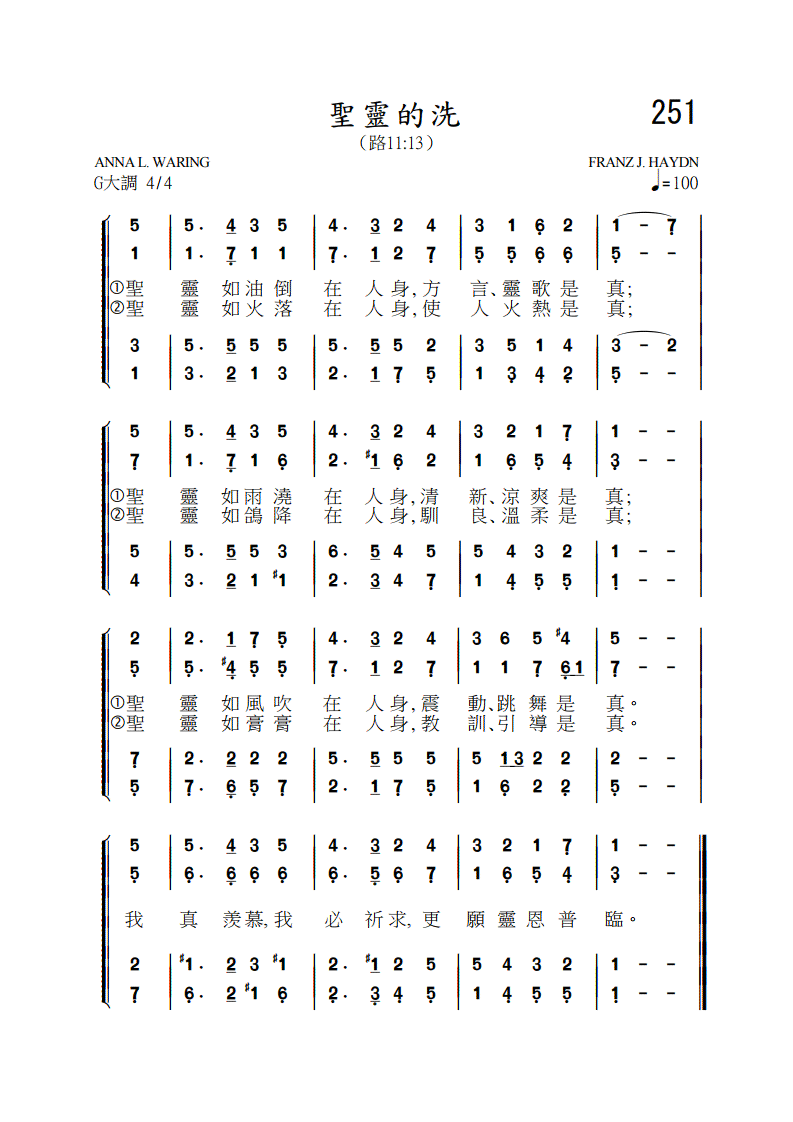 聖靈的洗
251
（路11:13）
ANNA L. WARING
FRANZ J. HAYDN
G大調 4/4
♩=100
5 | 5· 4 3 5 | 4· 3 2 4 | 3 1 6 2 | 1 - 7
1 | 1· 7 1 1 | 7· 1 2 7 | 5 5 6 6 | 5 - -
①聖 靈 如油倒 在 人身,方 言、靈歌是 真;
②聖 靈 如火落 在 人身,使 人火熱是 真;
3 | 5· 5 5 5 | 5· 5 5 2 | 3 5 1 4 | 3 - 2
1 | 3· 2 1 3 | 2· 1 7 5 | 1 3 4 2 | 5 - -
5 | 5· 4 3 5 | 4· 3 2 4 | 3 2 1 7 | 1 - -
7 | 1· 7 1 6 | 2· #1 6 2 | 1 6 5 4 | 3 - -
①聖 靈 如雨澆 在 人身,清 新、涼爽是 真;
②聖 靈 如鴿降 在 人身,馴 良、溫柔是 真;
5 | 5· 5 5 3 | 6· 5 4 5 | 5 4 3 2 | 1 - -
4 | 3· 2 1 #1 | 2· 3 4 7 | 1 4 5 5 | 1 - -
2 | 2· 1 7 5 | 4· 3 2 4 | 3 6 5 #4 | 5 - -
5 | 5· #4 5 5 | 7· 1 2 7 | 1 1 7 61 | 7 - -
①聖 靈 如風吹 在 人身,震 動、跳舞是 真。
②聖 靈 如膏膏 在 人身,教 訓、引導是 真。
7 | 2· 2 2 2 | 5· 5 5 5 | 5 13 2 2 | 2 - -
5 | 7· 6 5 7 | 2· 1 7 5 | 1 6 2 2 | 5 - -
5 | 5· 4 3 5 | 4· 3 2 4 | 3 2 1 7 | 1 - -
5 | 6· 6 6 6 | 6· 5 6 7 | 1 6 5 4 | 3 - -
我 真 羨慕,我 必 祈求,更 願靈恩普 臨。
2 | #1· 2 3 #1 | 2· #1 2 5 | 5 4 3 2 | 1 - -
7 | 6· 2 #1 6 | 2· 3 4 5 | 1 4 5 5 | 1 - -